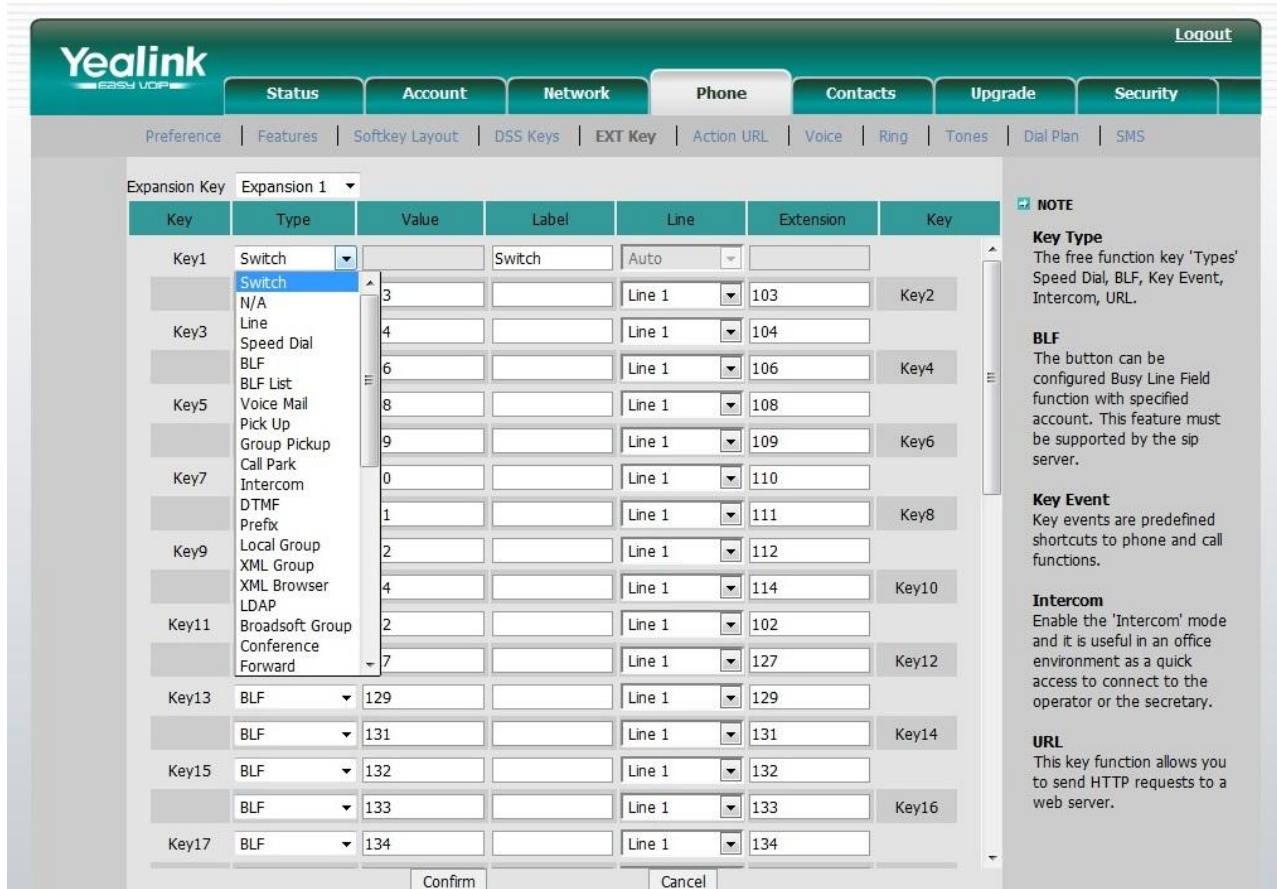 Logout
Yealink
EASY VOIP
Status Account Network Phone Contacts Upgrade Security
Preference | Features | Softkey Layout | DSS Keys | EXT Key | Action URL | Voice | Ring | Tones | Dial Plan | SMS
Expansion Key Expansion 1
Key Type Value Label Line Extension Key
Key1 Switch Switch Auto
3 Line 1 103 Key2
Key3 4 Line 1 104
6 Line 1 106 Key4
Key5 8 Line 1 108
9 Line 1 109 Key6
Key7 0 Line 1 110
1 Line 1 111 Key8
Key9 2 Line 1 112
4 Line 1 114 Key10
Key11 2 Line 1 102
7 Line 1 127 Key12
Key13 BLF 129 Line 1 129
BLF 131 Line 1 131 Key14
Key15 BLF 132 Line 1 132
BLF 133 Line 1 133 Key16
Key17 BLF 134 Line 1 134
Switch
N/A
Line
Speed Dial
BLF
BLF List
Voice Mail
Pick Up
Group Pickup
Call Park
Intercom
DTMF
Prefix
Local Group
XML Group
XML Browser
LDAP
Broadsoft Group
Conference
Forward
Confirm Cancel
NOTE
Key Type
The free function key 'Types'
Speed Dial, BLF, Key Event,
Intercom, URL.
BLF
The button can be
configured Busy Line Field
function with specified
account. This feature must
be supported by the sip
server.
Key Event
Key events are predefined
shortcuts to phone and call
functions.
Intercom
Enable the 'Intercom' mode
and it is useful in an office
environment as a quick
access to connect to the
operator or the secretary.
URL
This key function allows you
to send HTTP requests to a
web server.